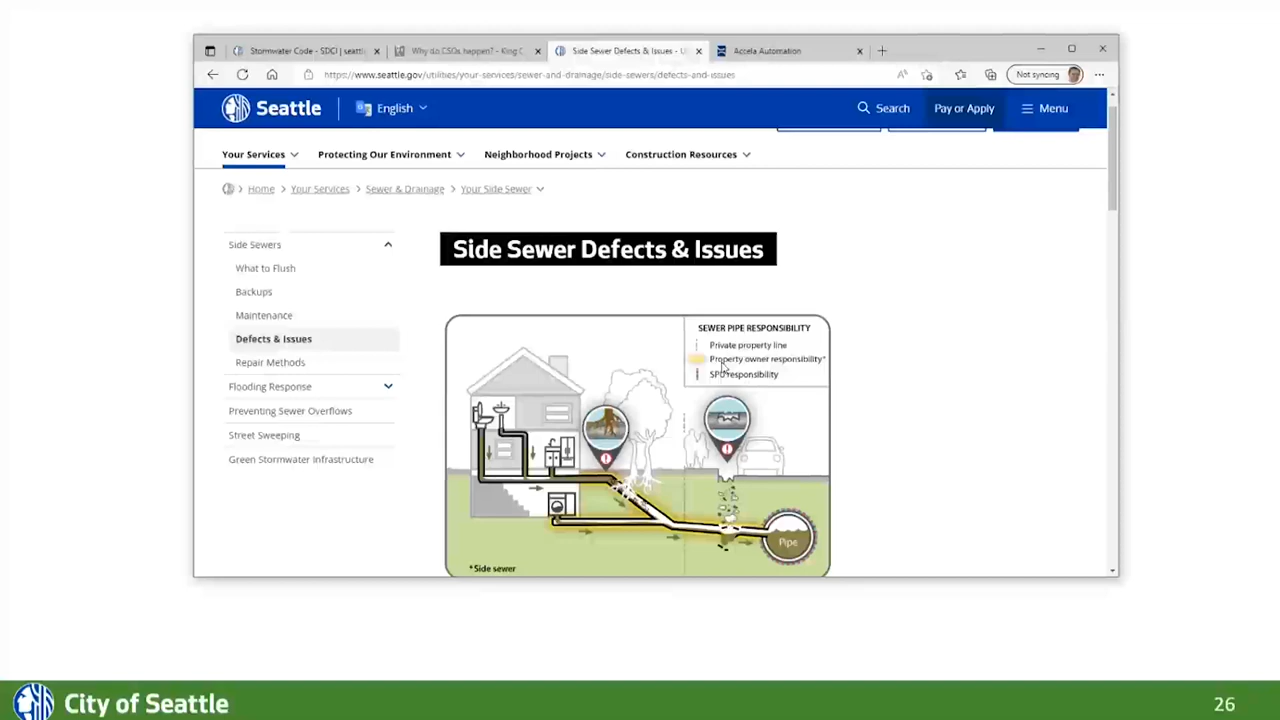 Stormwater Code - SDCI | seattl
Why do CSOs happen? - King C
Side Sewer Defects & Issues - U
Accela Automation
https://www.seattle.gov/utilities/your-services/sewer-and-drainage/side-sewers/defects-and-issues
Not syncing
Seattle
English
Search
Pay or Apply
Menu
Your Services
Protecting Our Environment
Neighborhood Projects
Construction Resources
Home
Your Services
Sewer & Drainage
Your Side Sewer
Side Sewers
What to Flush
Backups
Maintenance
Defects & Issues
Repair Methods
Flooding Response
Preventing Sewer Overflows
Street Sweeping
Green Stormwater Infrastructure
Side Sewer Defects & Issues
SEWER PIPE RESPONSIBILITY
Private property line
Property owner responsibility*
SPU responsibility
Pipe
*Side sewer
City of Seattle
26